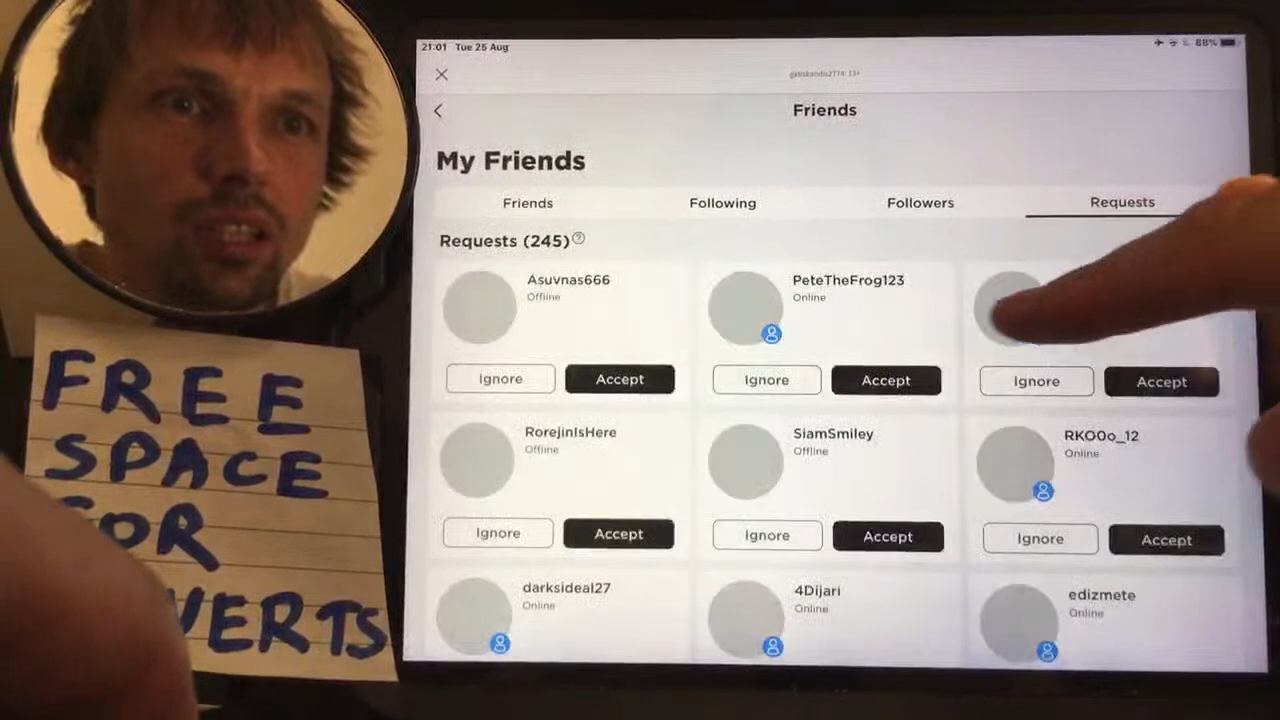 21:01 Tue 25 Aug
88%
Friends
My Friends
Friends Following Followers Requests
Requests (245)
Asuvnas666
Offline
Ignore Accept
PeteTheFrog123
Online
Ignore Accept
Ignore Accept
RorejinIsHere
Offline
Ignore Accept
SiamSmiley
Offline
Ignore Accept
RKO0o_12
Online
Ignore Accept
darksideal27
Online
4Dijari
Online
edizmete
Online
FREE
SPACE
FOR
VERTS